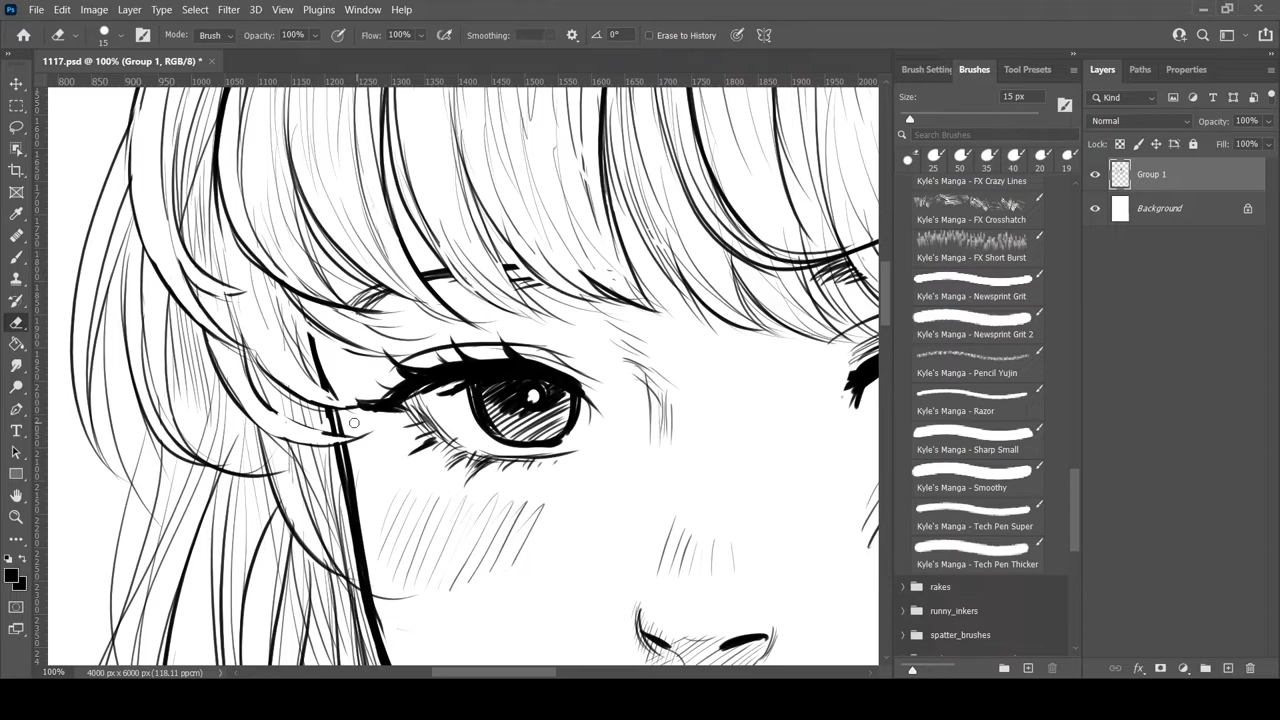 Ps File Edit Image Layer Type Select Filter 3D View Plugins Window Help
15 Mode: Brush Opacity: 100% Flow: 100% Smoothing: 0° Erase to History
1117.psd @ 100% (Group 1, RGB/8) *
800 850 900 950 1000 1050 1100 1150 1200 1250 1300 1350 1400 1450 1500 1550 1600 1650 1700 1750 1800 1850 1900 1950 2000
Brush Setting Brushes Tool Presets
Size: 15 px
Search Brushes
25 50 35 40 20 19
Kyle's Manga - FX Crazy Lines
Kyle's Manga - FX Crosshatch
Kyle's Manga - FX Short Burst
Kyle's Manga - Newsprint Grit
Kyle's Manga - Newsprint Grit 2
Kyle's Manga - Pencil Yujin
Kyle's Manga - Razor
Kyle's Manga - Sharp Small
Kyle's Manga - Smoothy
Kyle's Manga - Tech Pen Super
Kyle's Manga - Tech Pen Thicker
rakes
runny_inkers
spatter_brushes
Layers Paths Properties
Kind
Normal Opacity: 100%
Lock: Fill: 100%
Group 1
Background
100% 4000 px x 6000 px (118.11 ppcm)